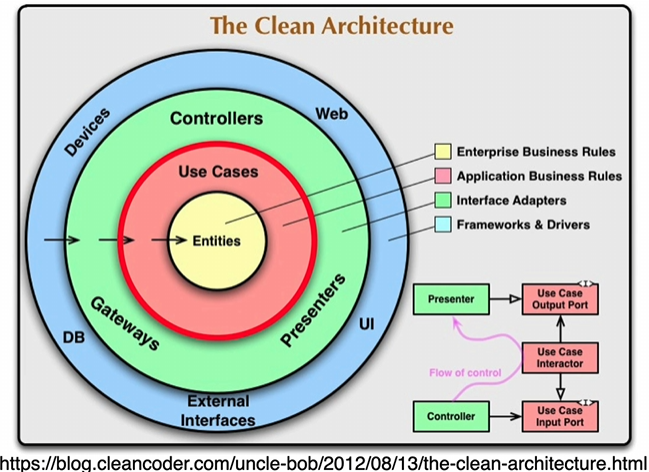 The Clean Architecture
Devices
Web
Controllers
Use Cases
Entities
Gateways
Presenters
DB
UI
External
Interfaces
Enterprise Business Rules
Application Business Rules
Interface Adapters
Frameworks & Drivers
Presenter
Use Case
Output Port
<I>
Flow of control
Use Case
Interactor
Controller
Use Case
Input Port
<I>
https://blog.cleancoder.com/uncle-bob/2012/08/13/the-clean-architecture.html